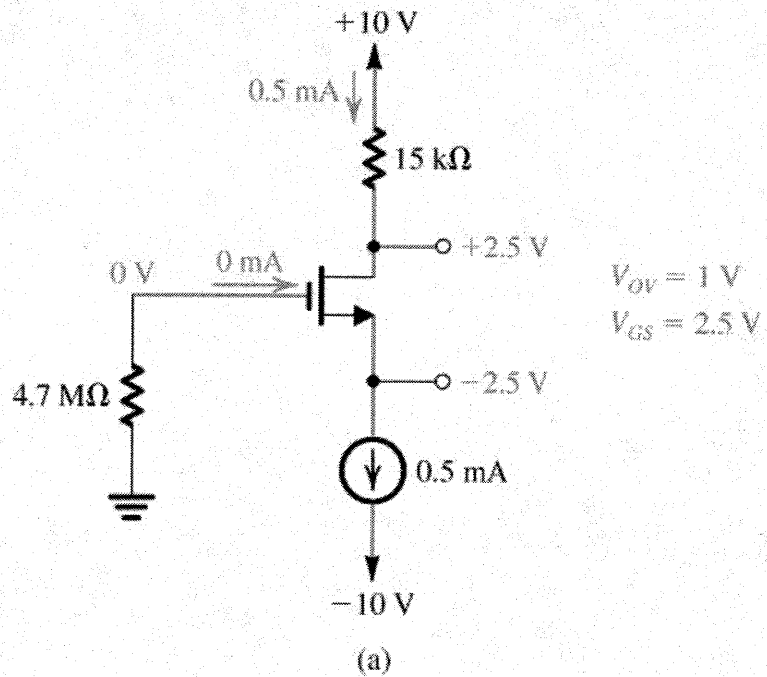 +10 V
0.5 mA
15 kΩ
+2.5 V
0 V
0 mA
V_OV = 1 V
V_GS = 2.5 V
−2.5 V
4.7 MΩ
0.5 mA
−10 V
(a)